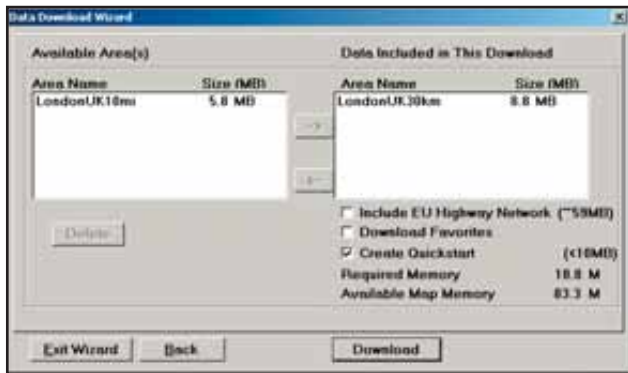 Data Download Wizard
Available Area(s)
Data Included in This Download
Area Name Size (MB)
LondonUK10mi 5.8 MB
Area Name Size (MB)
LondonUK30km 8.8 MB
-->
<--
Delete
Include EU Highway Network (~59MB)
Download Favorites
Create Quickstart (<10MB)
Required Memory 18.8 M
Available Map Memory 83.3 M
Exit Wizard
Back
Download